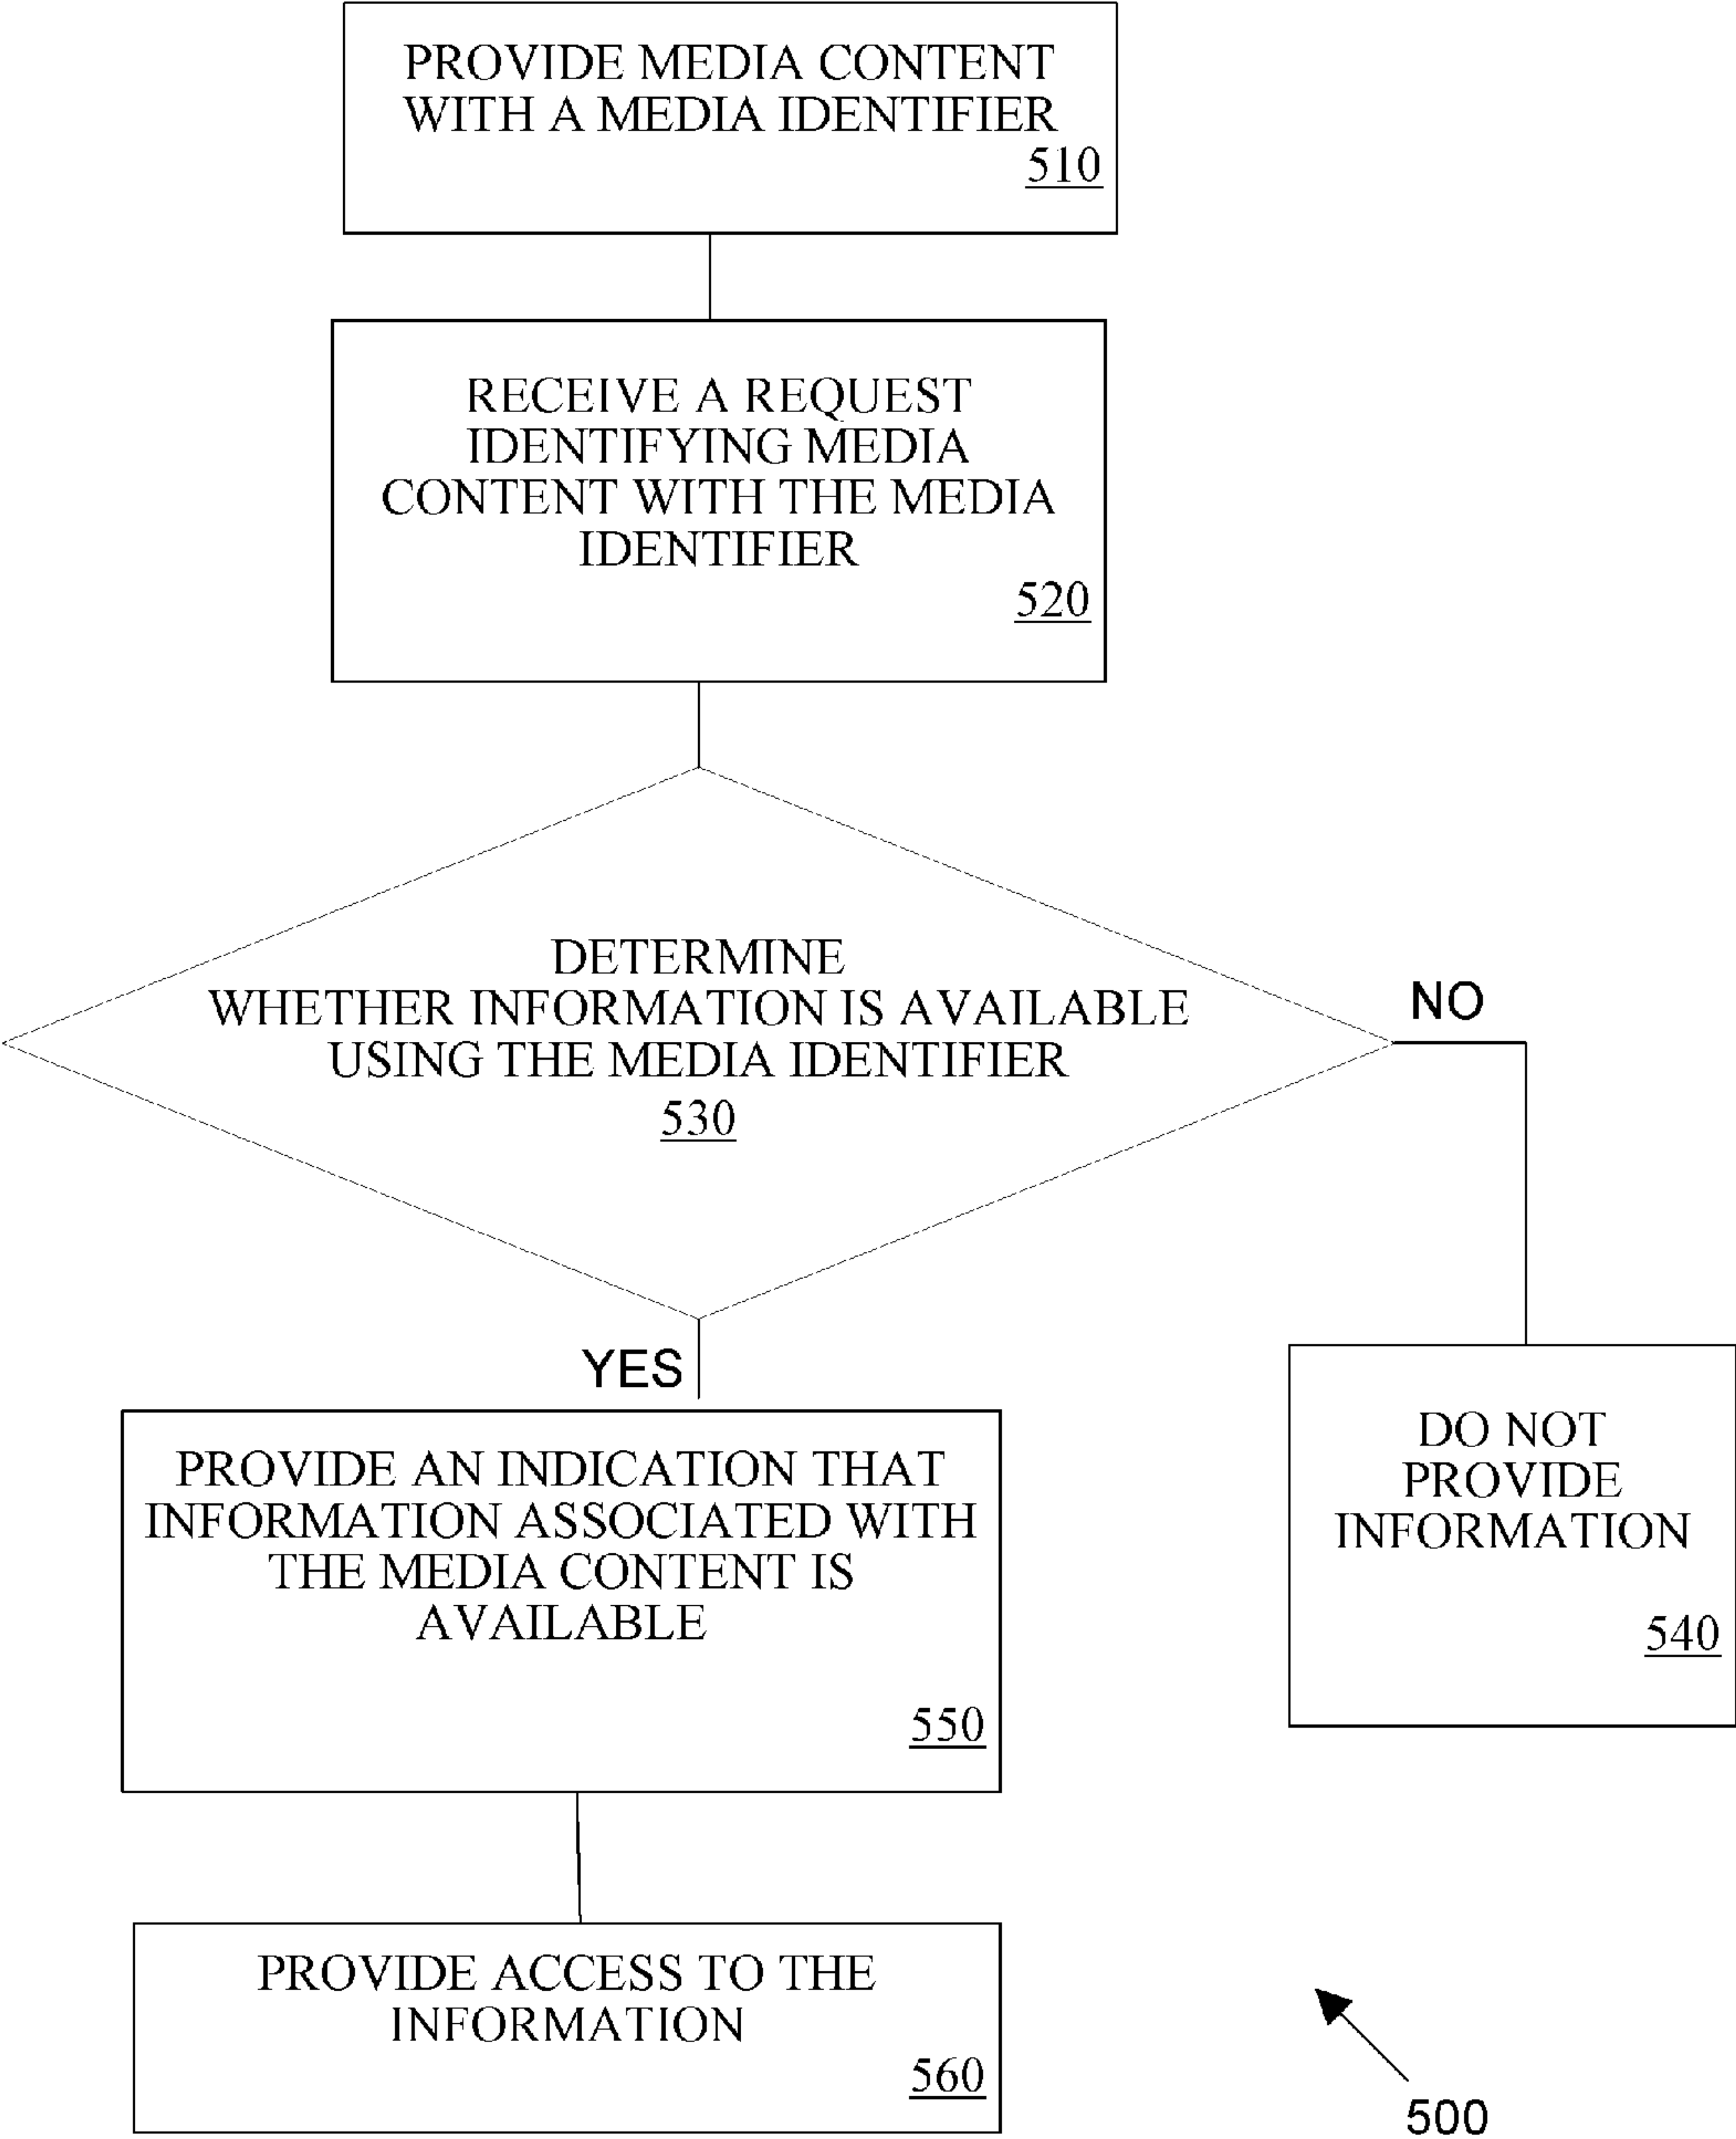 PROVIDE MEDIA CONTENT
WITH A MEDIA IDENTIFIER
510
RECEIVE A REQUEST
IDENTIFYING MEDIA
CONTENT WITH THE MEDIA
IDENTIFIER
520
DETERMINE
WHETHER INFORMATION IS AVAILABLE
USING THE MEDIA IDENTIFIER
530
NO
YES
DO NOT
PROVIDE
INFORMATION
540
PROVIDE AN INDICATION THAT
INFORMATION ASSOCIATED WITH
THE MEDIA CONTENT IS
AVAILABLE
550
PROVIDE ACCESS TO THE
INFORMATION
560
500